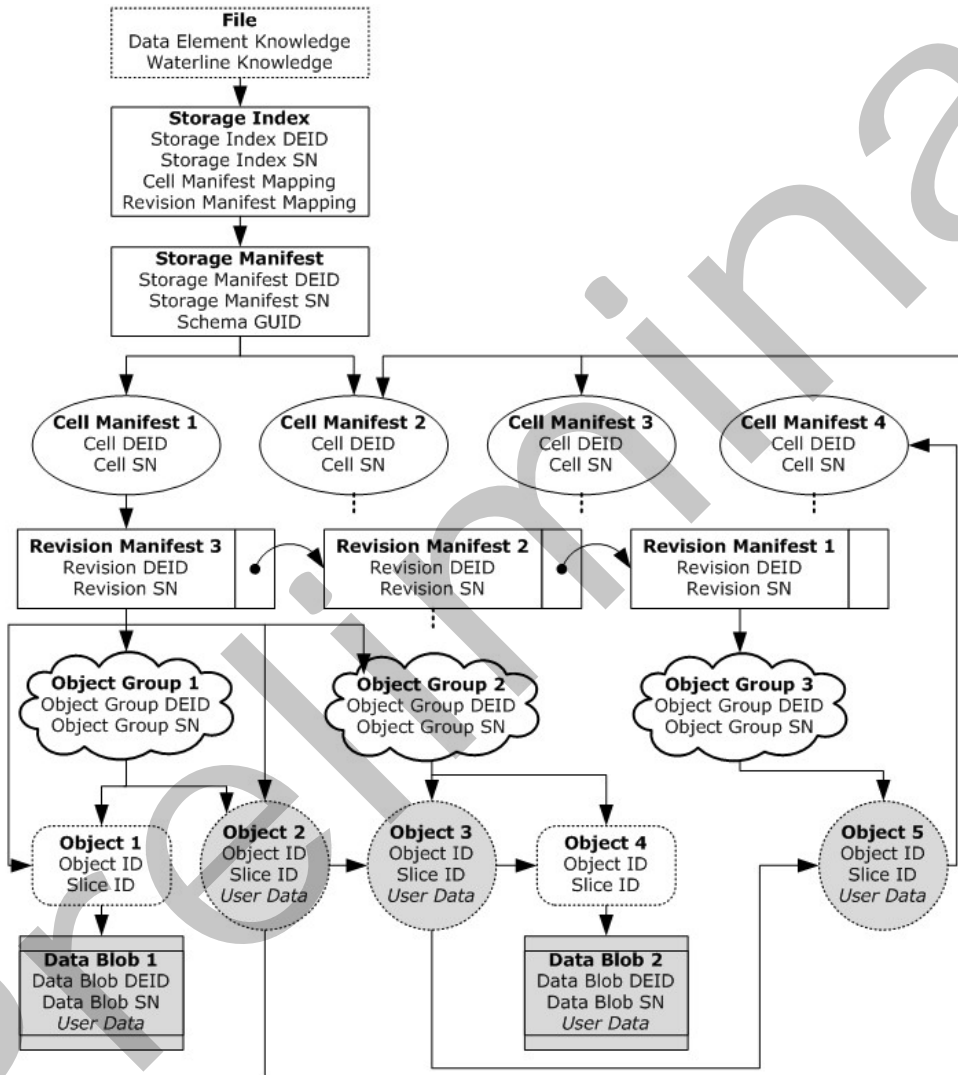 File
Data Element Knowledge
Waterline Knowledge
Storage Index
Storage Index DEID
Storage Index SN
Cell Manifest Mapping
Revision Manifest Mapping
Storage Manifest
Storage Manifest DEID
Storage Manifest SN
Schema GUID
Cell Manifest 1
Cell DEID
Cell SN
Cell Manifest 2
Cell DEID
Cell SN
Cell Manifest 3
Cell DEID
Cell SN
Cell Manifest 4
Cell DEID
Cell SN
Revision Manifest 3
Revision DEID
Revision SN
Revision Manifest 2
Revision DEID
Revision SN
Revision Manifest 1
Revision DEID
Revision SN
Object Group 1
Object Group DEID
Object Group SN
Object Group 2
Object Group DEID
Object Group SN
Object Group 3
Object Group DEID
Object Group SN
Object 1
Object ID
Slice ID
Object 2
Object ID
Slice ID
User Data
Object 3
Object ID
Slice ID
User Data
Object 4
Object ID
Slice ID
Object 5
Object ID
Slice ID
User Data
Data Blob 1
Data Blob DEID
Data Blob SN
User Data
Data Blob 2
Data Blob DEID
Data Blob SN
User Data
Prelimina